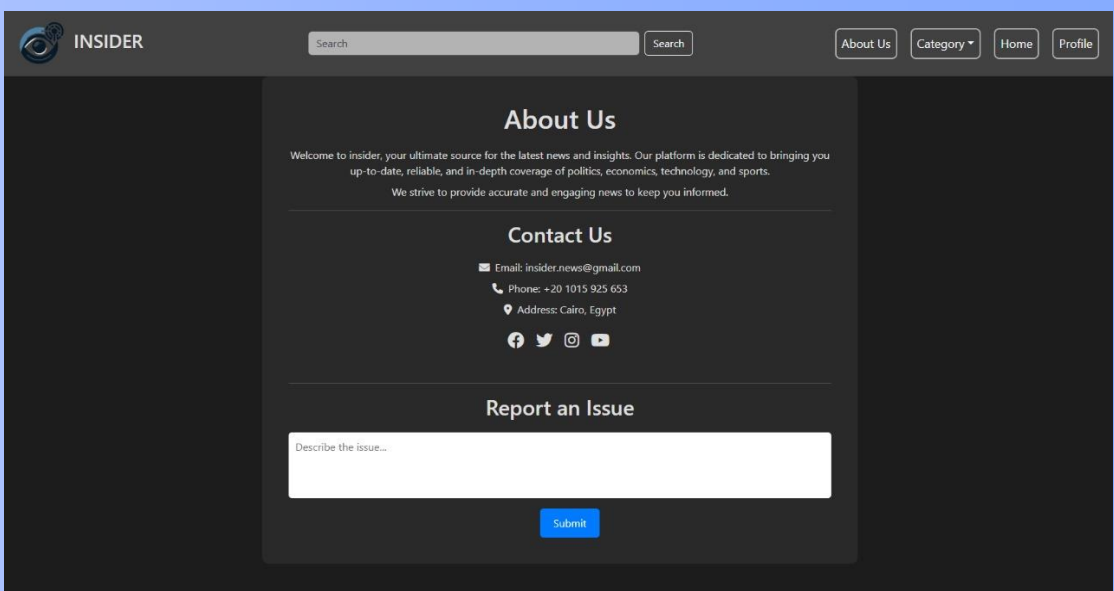 INSIDER
Search
Search
About Us
Category
Home
Profile
About Us
Welcome to insider, your ultimate source for the latest news and insights. Our platform is dedicated to bringing you
up-to-date, reliable, and in-depth coverage of politics, economics, technology, and sports.
We strive to provide accurate and engaging news to keep you informed.
Contact Us
Email: insider.news@gmail.com
Phone: +20 1015 925 653
Address: Cairo, Egypt
Report an Issue
Describe the issue...
Submit